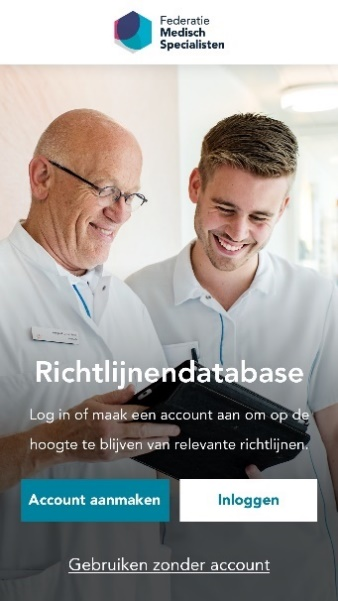 Federatie
Medisch
Specialisten
Richtlijnendatabase
Log in of maak een account aan om op de
hoogte te blijven van relevante richtlijnen.
Account aanmaken
Inloggen
Gebruiken zonder account